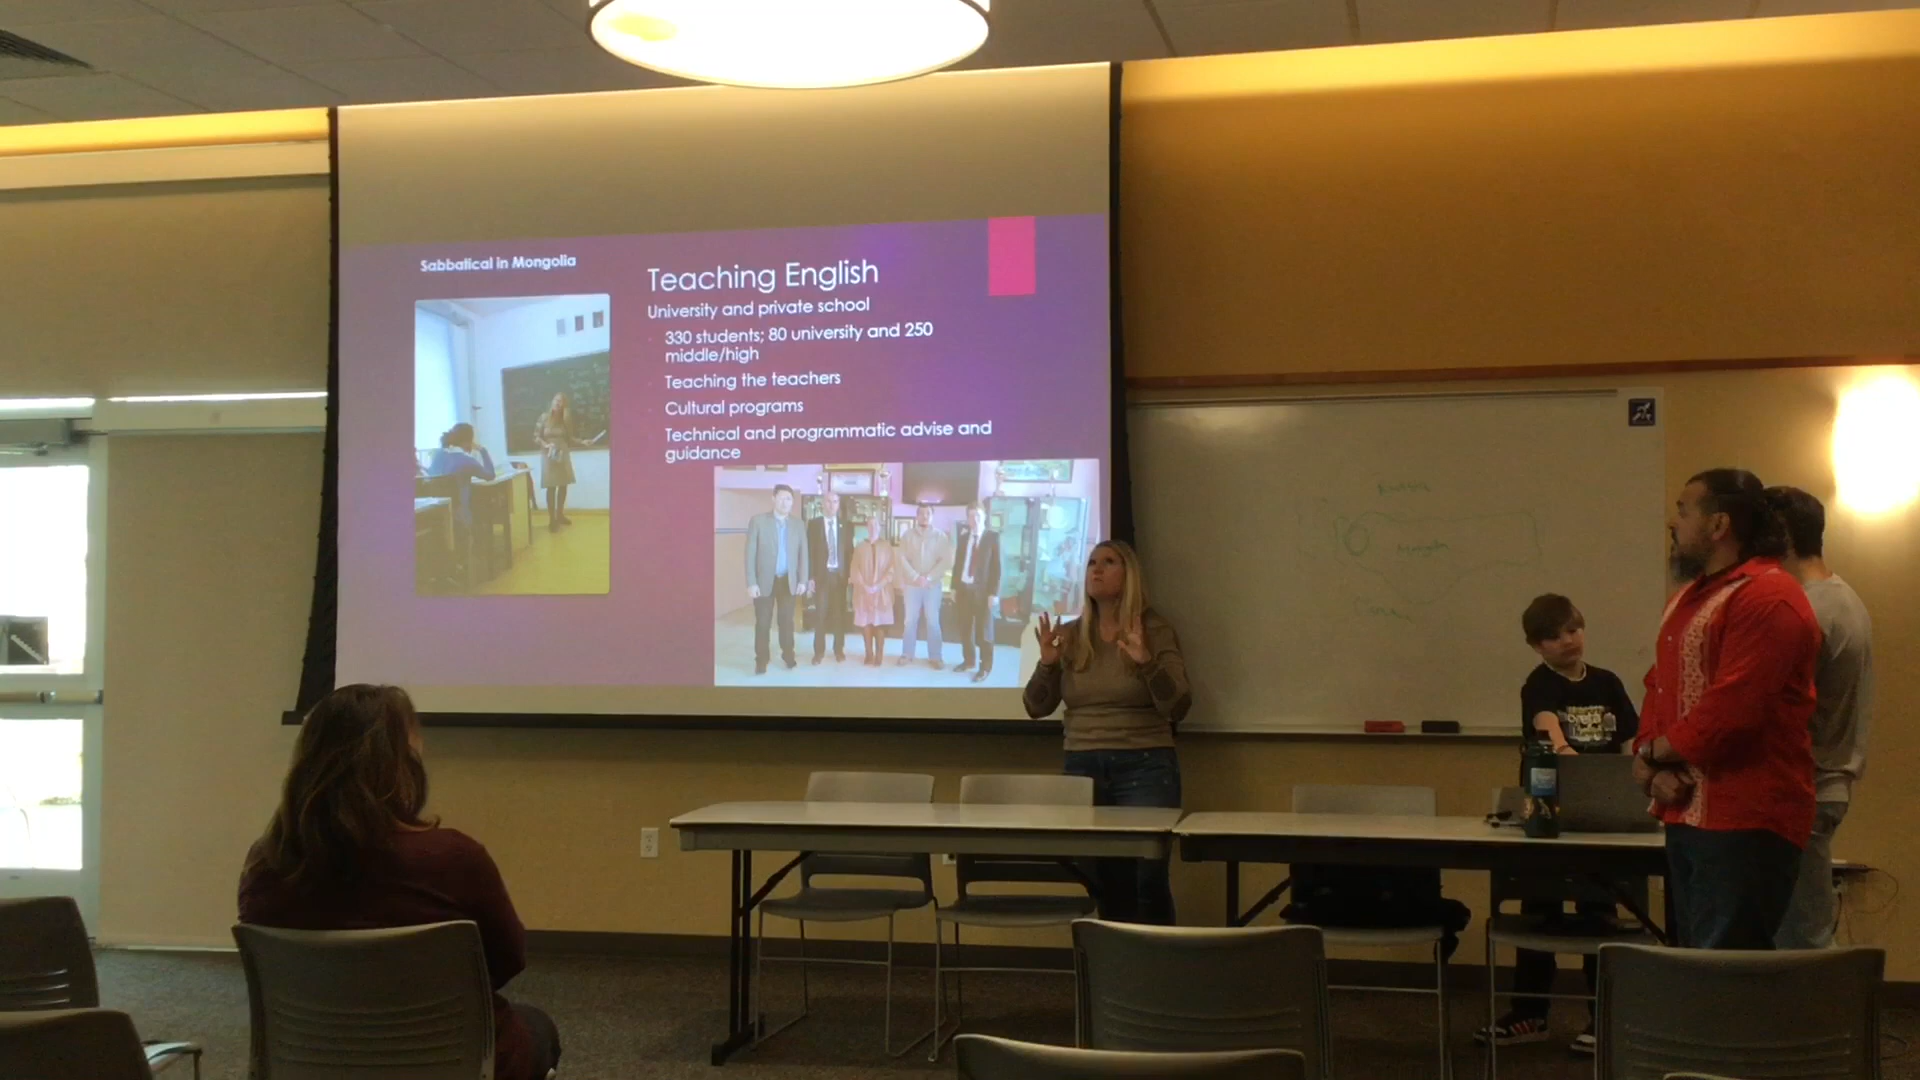 Sabbatical in Mongolia
Teaching English
University and private school
330 students; 80 university and 250
middle/high
Teaching the teachers
Cultural programs
Technical and programmatic advise and
guidance
Mongolia